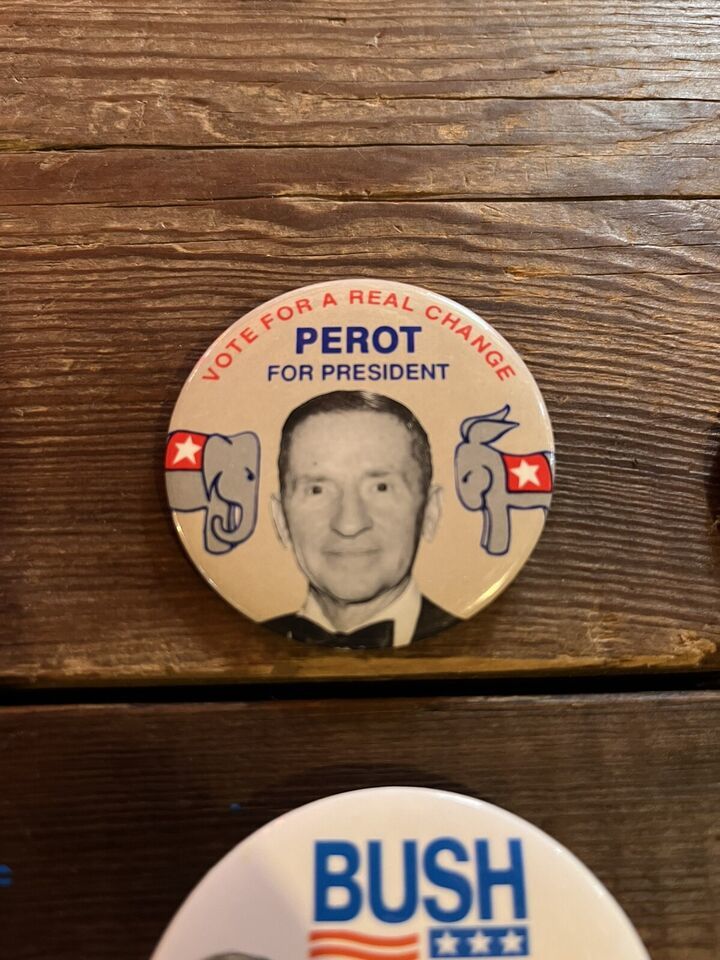 VOTE FOR A REAL CHANGE
PEROT
FOR PRESIDENT
BUSH